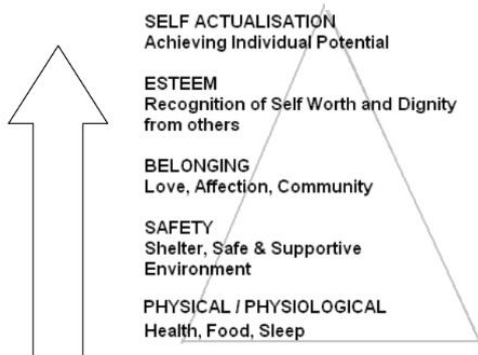 SELF ACTUALISATION
Achieving Individual Potential
ESTEEM
Recognition of Self Worth and Dignity
from others
BELONGING
Love, Affection, Community
SAFETY
Shelter, Safe & Supportive
Environment
PHYSICAL / PHYSIOLOGICAL
Health, Food, Sleep